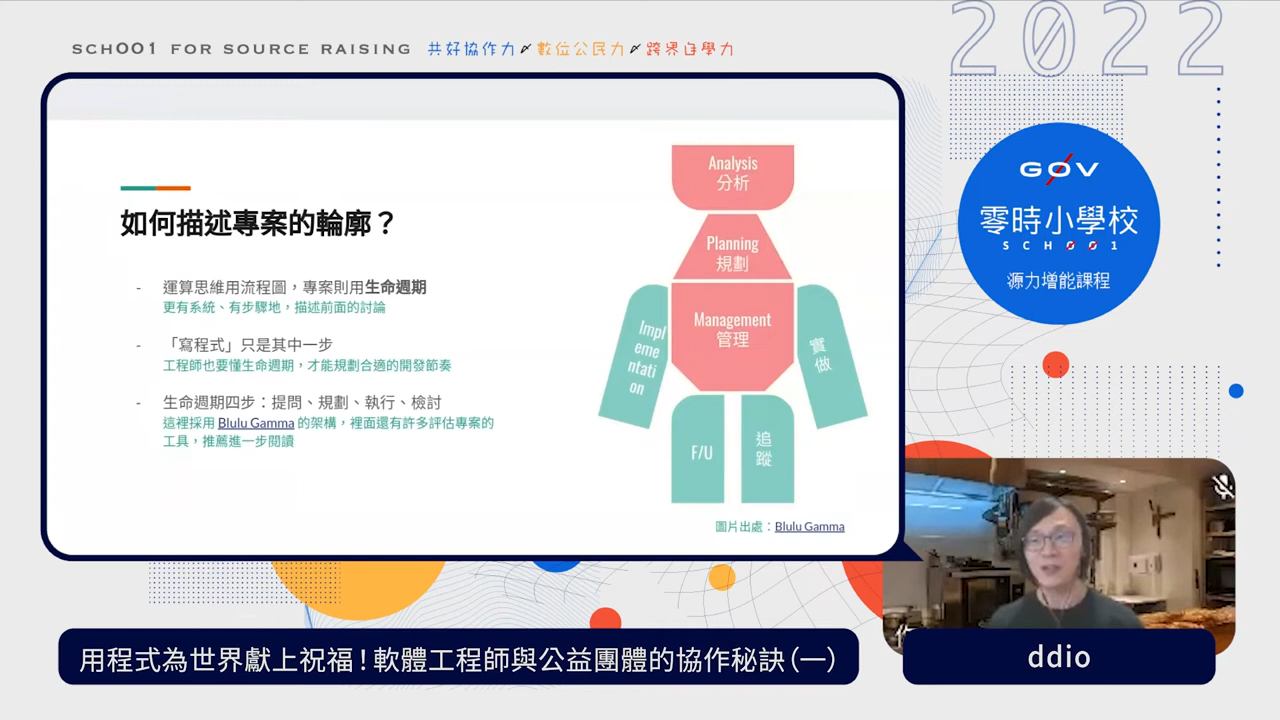 SCHOO1 FOR SOURCE RAISING 共好協作力 數位公民力 跨界自學力
2022
G0V
零時小學校
SCH001
源力增能課程
如何描述專案的輪廓？
- 運算思維用流程圖，專案則用生命週期
更有系統、有步驟地，描述前面的討論
- 「寫程式」只是其中一步
工程師也要懂生命週期，才能規劃合適的開發節奏
- 生命週期四步：提問、規劃、執行、檢討
這裡採用 Blulu Gamma 的架構，裡面還有許多評估專案的
工具，推薦進一步閱讀
Analysis
分析
Planning
規劃
Management
管理
Impl
eme
ntati
on
實
做
F/U
追
蹤
圖片出處：Blulu Gamma
用程式為世界獻上祝福！軟體工程師與公益團體的協作秘訣(一)
ddio